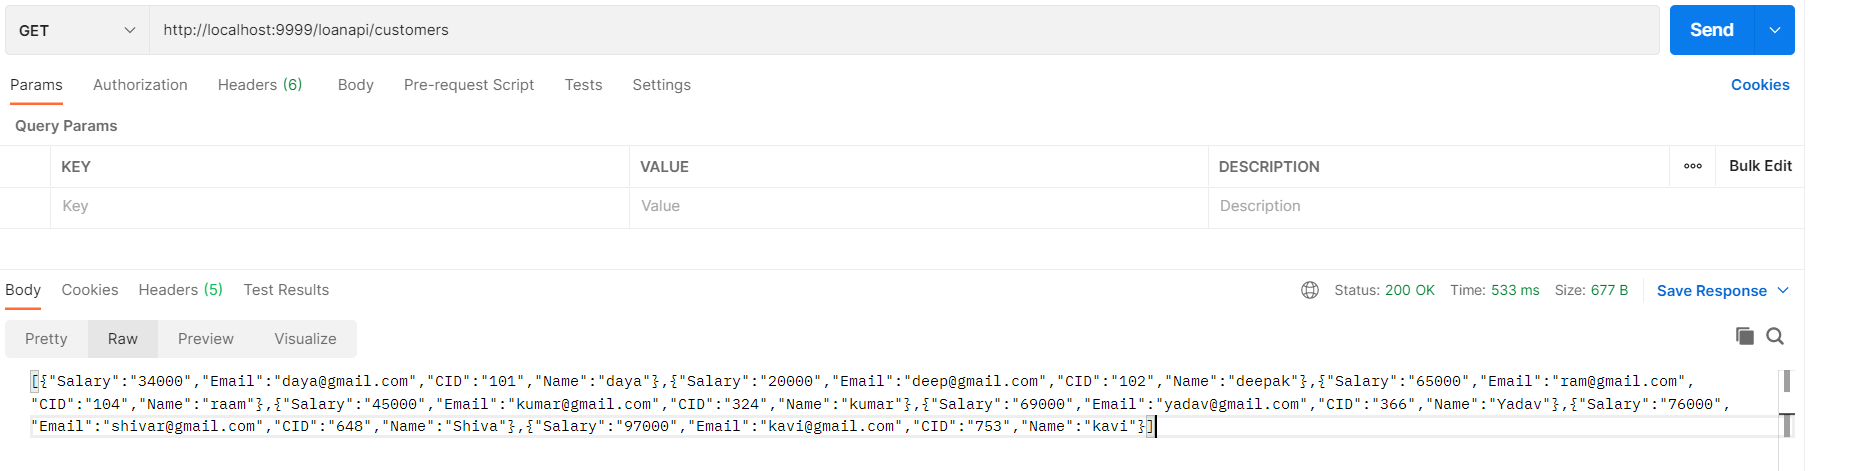 GET http://localhost:9999/loanapi/customers Send
Params Authorization Headers (6) Body Pre-request Script Tests Settings Cookies
Query Params
KEY VALUE DESCRIPTION ooo Bulk Edit
Key Value Description
Body Cookies Headers (5) Test Results Status: 200 OK Time: 533 ms Size: 677 B Save Response
Pretty Raw Preview Visualize
[{"Salary":"34000","Email":"daya@gmail.com","CID":"101","Name":"daya"},{"Salary":"20000","Email":"deep@gmail.com","CID":"102","Name":"deepak"},{"Salary":"65000","Email":"ram@gmail.com",
"CID":"104","Name":"raam"},{"Salary":"45000","Email":"kumar@gmail.com","CID":"324","Name":"kumar"},{"Salary":"69000","Email":"yadav@gmail.com","CID":"366","Name":"Yadav"},{"Salary":"76000",
"Email":"shivar@gmail.com","CID":"648","Name":"Shiva"},{"Salary":"97000","Email":"kavi@gmail.com","CID":"753","Name":"kavi"}]